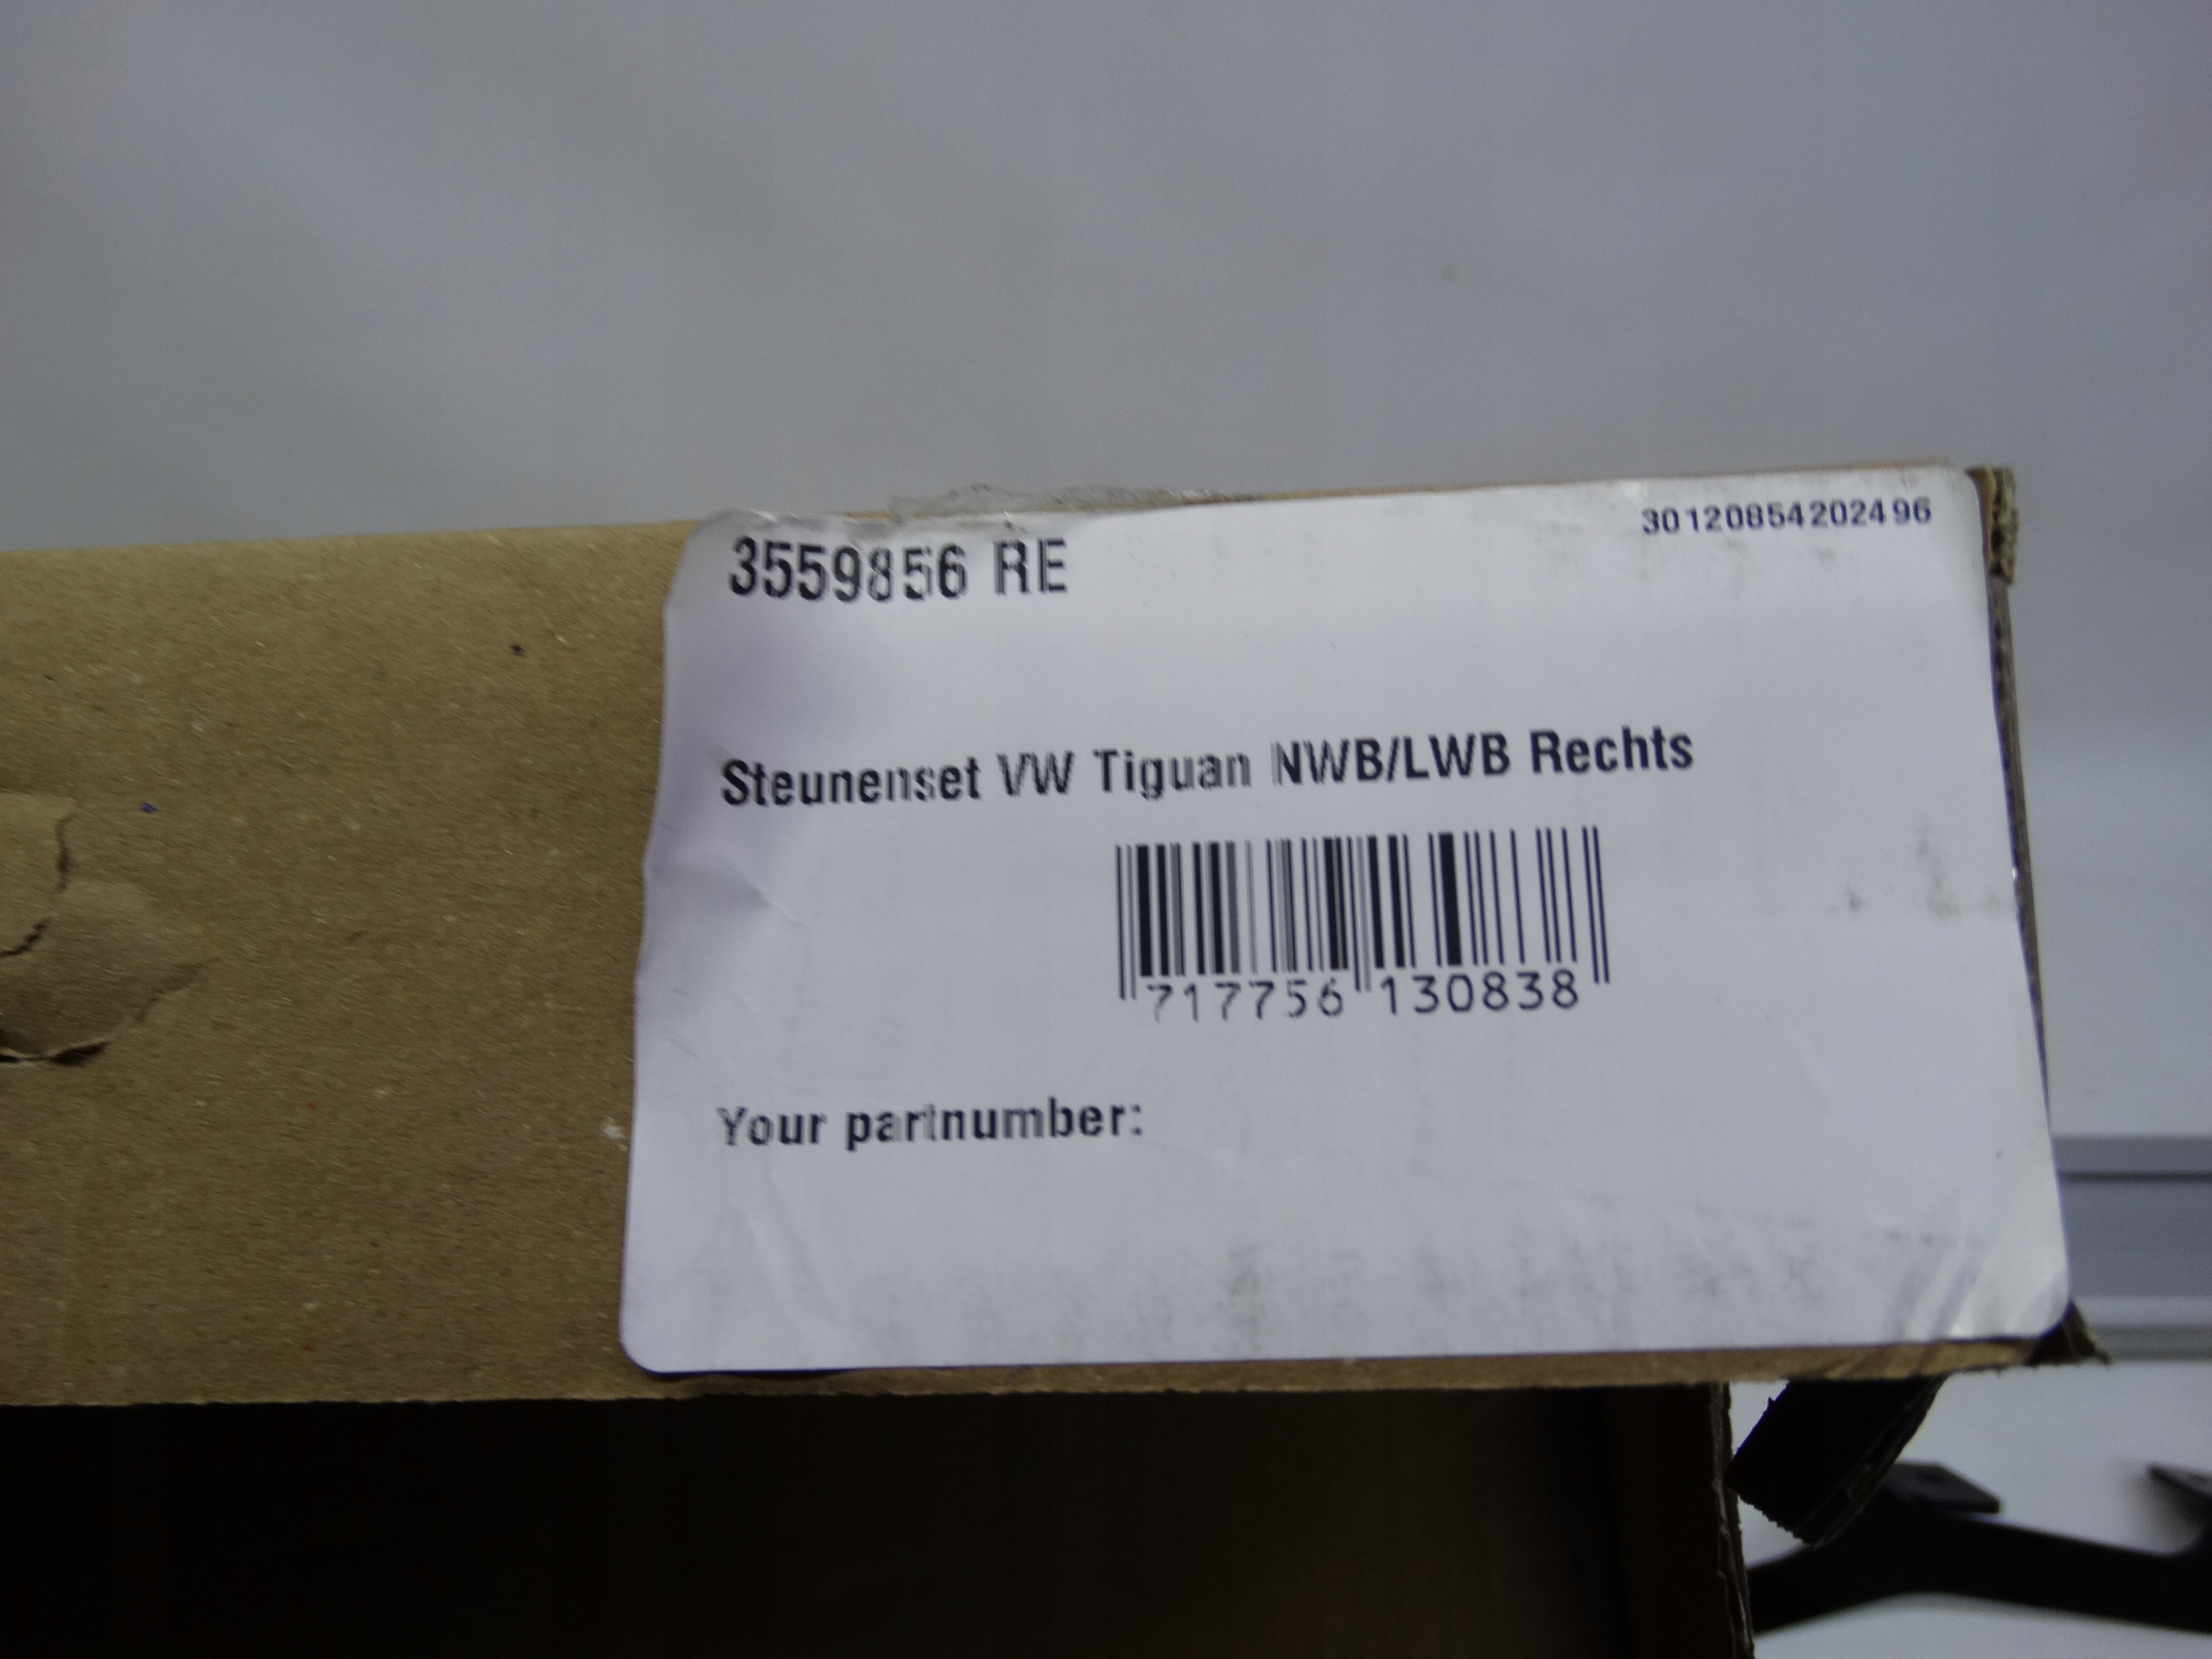 3559856 RE
30120854202496
Steunenset VW Tiguan NWB/LWB Rechts
717756 130838
Your partnumber: